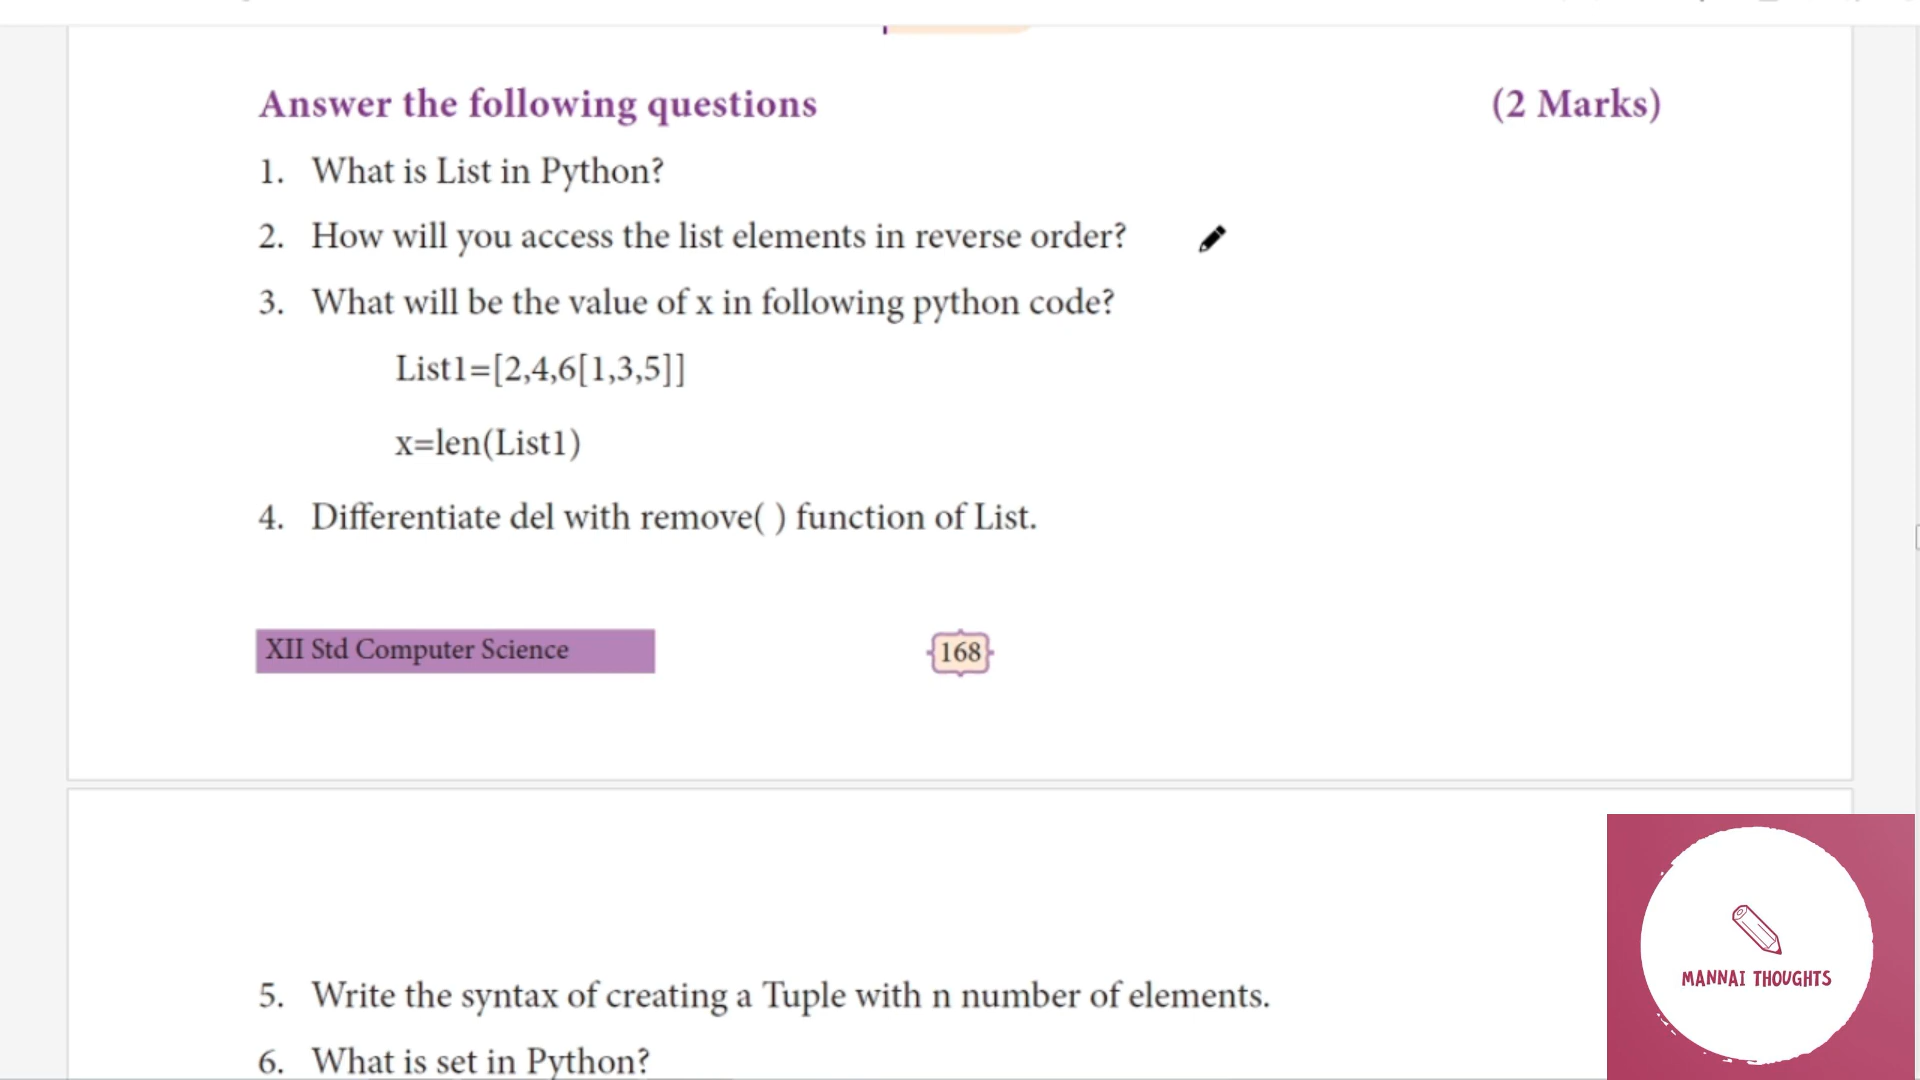 Answer the following questions (2 Marks)
1. What is List in Python?
2. How will you access the list elements in reverse order?
3. What will be the value of x in following python code?
List1=[2,4,6[1,3,5]]
x=len(List1)
4. Differentiate del with remove( ) function of List.
XII Std Computer Science 168
5. Write the syntax of creating a Tuple with n number of elements.
6. What is set in Python?
MANNAI THOUGHTS